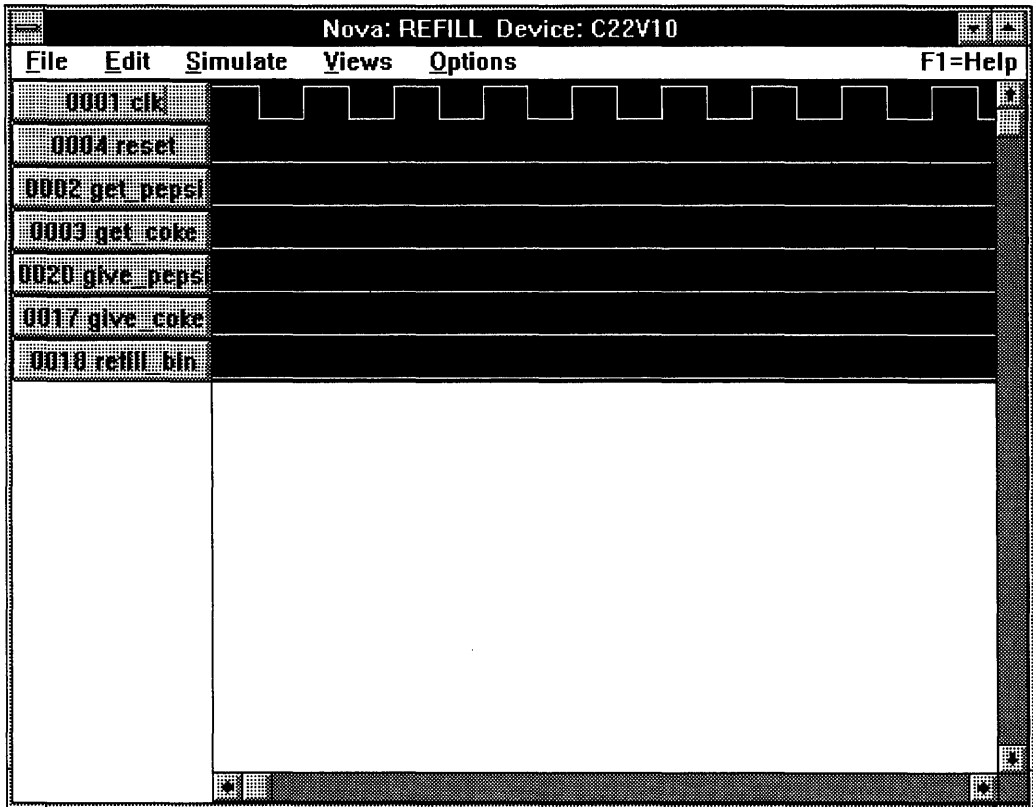 Nova: REFILL Device: C22V10
File Edit Simulate Views Options F1=Help
0001 clk
0004 reset
0002 get_pepsi
0003 get_coke
0020 give_peps
0017 give_coke
0018 refill_bin